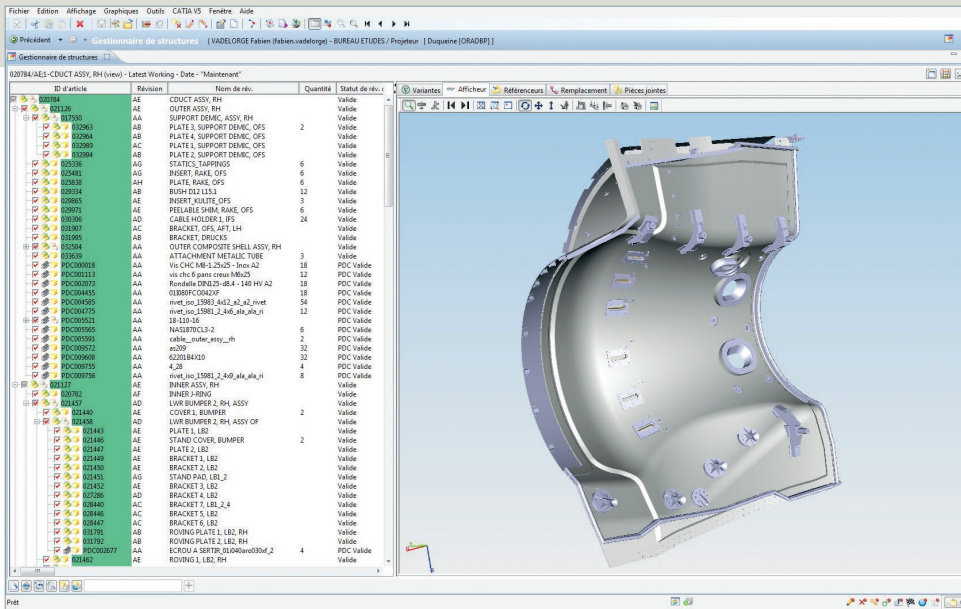 Fichier Edition Affichage Graphiques Outils CATIA V5 Fenêtre Aide
Précédent Gestionnaire de structures ( VADELORGE Fabien (fabien.vadelorge) - BUREAU ETUDES / Projeteur [ Duqueine [ORADBP] )
Gestionnaire de structures
020784/AE;1-CDUCT ASSY, RH (view) - Latest Working - Date - "Maintenant"
Variantes Afficheur Référenceurs Remplacement Pièces jointes
ID d'article Révision Nom de rév. Quantité Statut de rév.
020784 AE CDUCT ASSY, RH Valide
021126 AE OUTER ASSY, RH Valide
017550 AA SUPPORT DEMIC, ASSY, RH Valide
032963 AB PLATE 3, SUPPORT DEMIC, OFS 2 Valide
032964 AB PLATE 4, SUPPORT DEMIC, OFS Valide
032989 AC PLATE 1, SUPPORT DEMIC, OFS Valide
032994 AB PLATE 2, SUPPORT DEMIC, OFS Valide
025336 AG STATICS_TAPPINGS 6 Valide
025481 AG INSERT, RAKE, OFS 6 Valide
025838 AH PLATE, RAKE, OFS 6 Valide
029334 AB BUSH D12 L15.1 12 Valide
029865 AE INSERT_KULITE_OFS 3 Valide
029971 AE PEELABLE SHIM, RAKE, OFS 6 Valide
030306 AD CABLE HOLDER 1, IFS 24 Valide
031907 AC BRACKET, OFS, AFT, LH Valide
031995 AB BRACKET, DRUCKS Valide
032504 AA OUTER COMPOSITE SHELL ASSY, RH Valide
033639 AA ATTACHMENT METALIC TUBE 3 Valide
PDC000018 AA Vis CHC M8-1.25x25 - Inox A2 18 PDC Valide
PDC001113 AA vis chc 6 pans creux M6x25 12 PDC Valide
PDC002073 AA Rondelle DIN125-d8.4 - 140 HV A2 18 PDC Valide
PDC004455 AA 01I080FCO042XF 18 PDC Valide
PDC004585 AA rivet_iso_15983_4x12_a2_a2_rivet 54 PDC Valide
PDC004775 AA rivet_iso_15981_2_4x6_ala_ala_ri 12 PDC Valide
PDC005521 AA 18-110-16 PDC Valide
PDC005565 AA NAS1870CL3-2 6 PDC Valide
PDC005591 AA cable__outer_assy__rh 2 PDC Valide
PDC009572 AA as209 32 PDC Valide
PDC009608 AA 62201B4X10 32 PDC Valide
PDC009755 AA 4_28 4 PDC Valide
PDC009756 AA rivet_iso_15981_2_4x9_ala_ala_ri 8 PDC Valide
021127 AE INNER ASSY, RH Valide
020782 AF INNER J-RING Valide
021457 AD LWR BUMPER 2, RH, ASSY Valide
021440 AE COVER 1, BUMPER 2 Valide
021458 AD LWR BUMPER 2, RH, ASSY OF Valide
021443 AE PLATE 1, LB2 Valide
021446 AE STAND COVER, BUMPER 2 Valide
021447 AE PLATE 2, LB2 Valide
021449 AE BRACKET 1, LB2 Valide
021450 AE BRACKET 2, LB2 Valide
021451 AG STAND PAD, LB1_2 Valide
021452 AE BRACKET 3, LB2 Valide
027286 AD BRACKET 4, LB2 Valide
028440 AC BRACKET 7, LB1_2_4 Valide
028446 AC BRACKET 5, LB2 Valide
028447 AC BRACKET 6, LB2 Valide
031791 AB ROVING PLATE 1, LB2, RH Valide
031792 AB ROVING PLATE 2, LB2, RH Valide
PDC002677 AA ECROU A SERTIR_01i040aro030xf_2 4 PDC Valide
021462 AE ROVING 1, LB2, RH Valide
Prêt